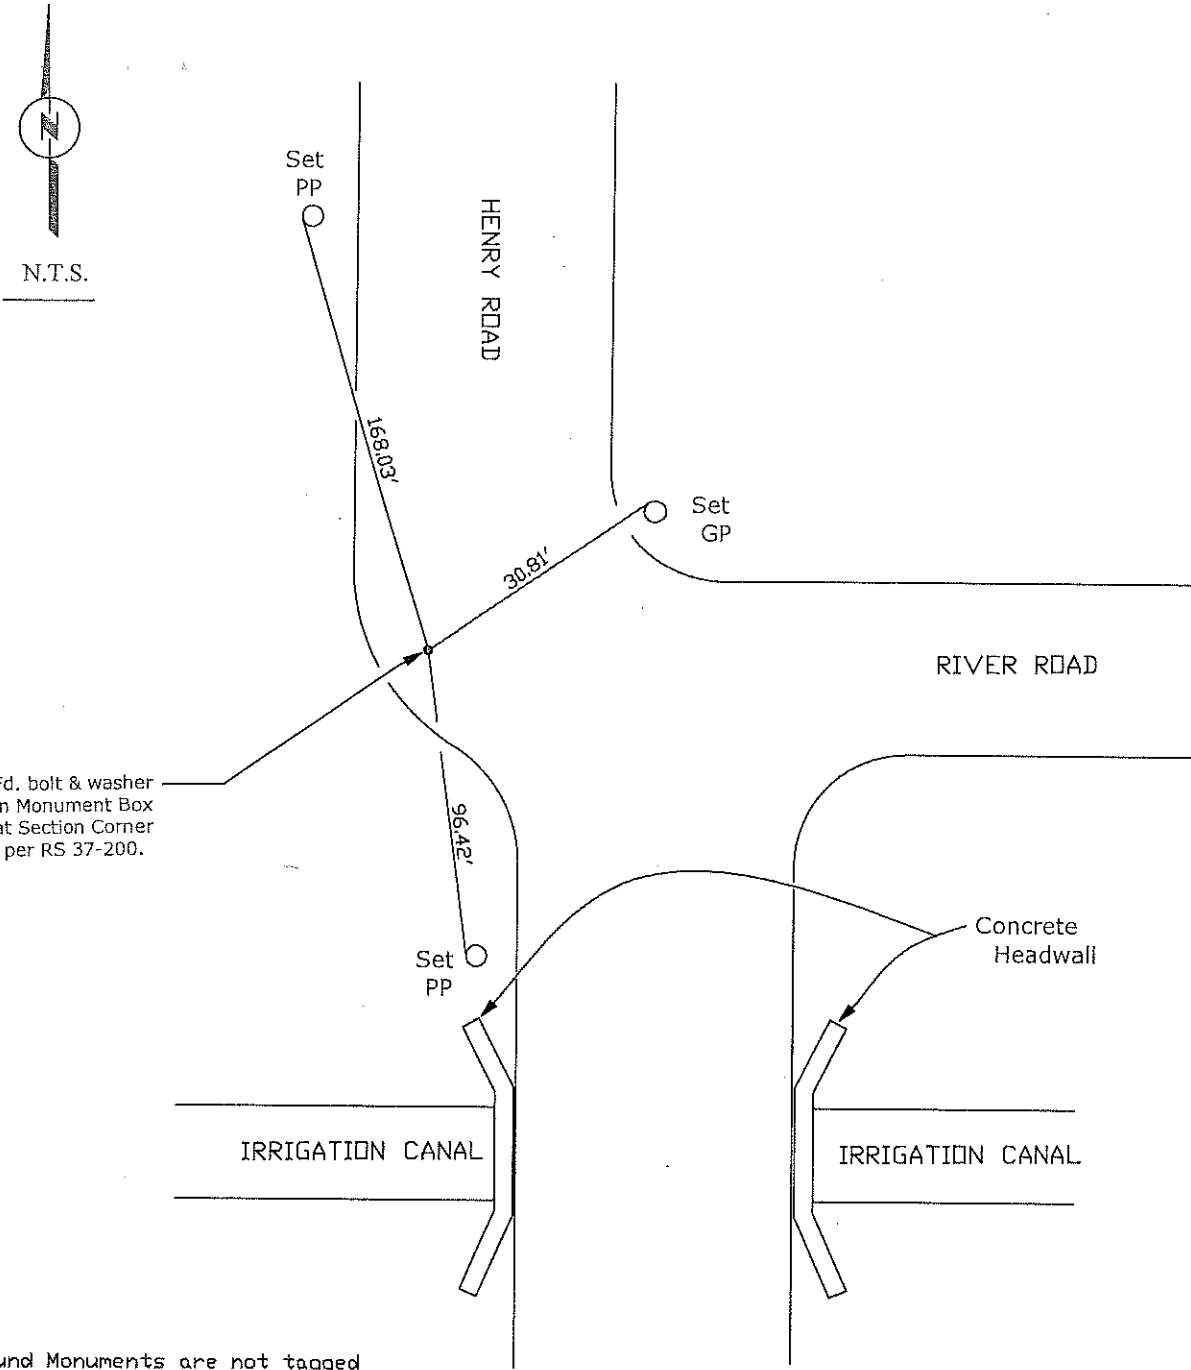 N
N.T.S.
Set
PP
HENRY ROAD
168.03'
Set
GP
30.81'
RIVER ROAD
Fd. bolt & washer
n Monument Box
at Section Corner
per RS 37-200.
96.42'
Set
PP
Concrete
Headwall
IRRIGATION CANAL
IRRIGATION CANAL
und Monuments are not tagged